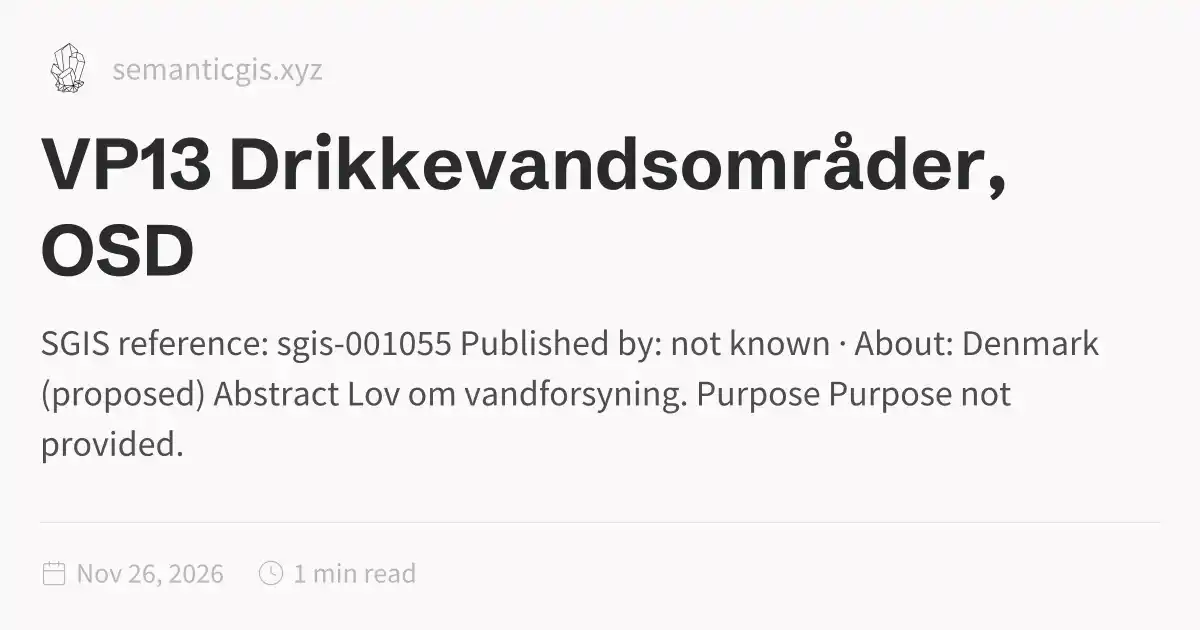 semanticgis.xyz
VP13 Drikkevandsområder,
OSD
SGIS reference: sgis-001055 Published by: not known · About: Denmark
(proposed) Abstract Lov om vandforsyning. Purpose Purpose not
provided.
Nov 26, 2026 1 min read